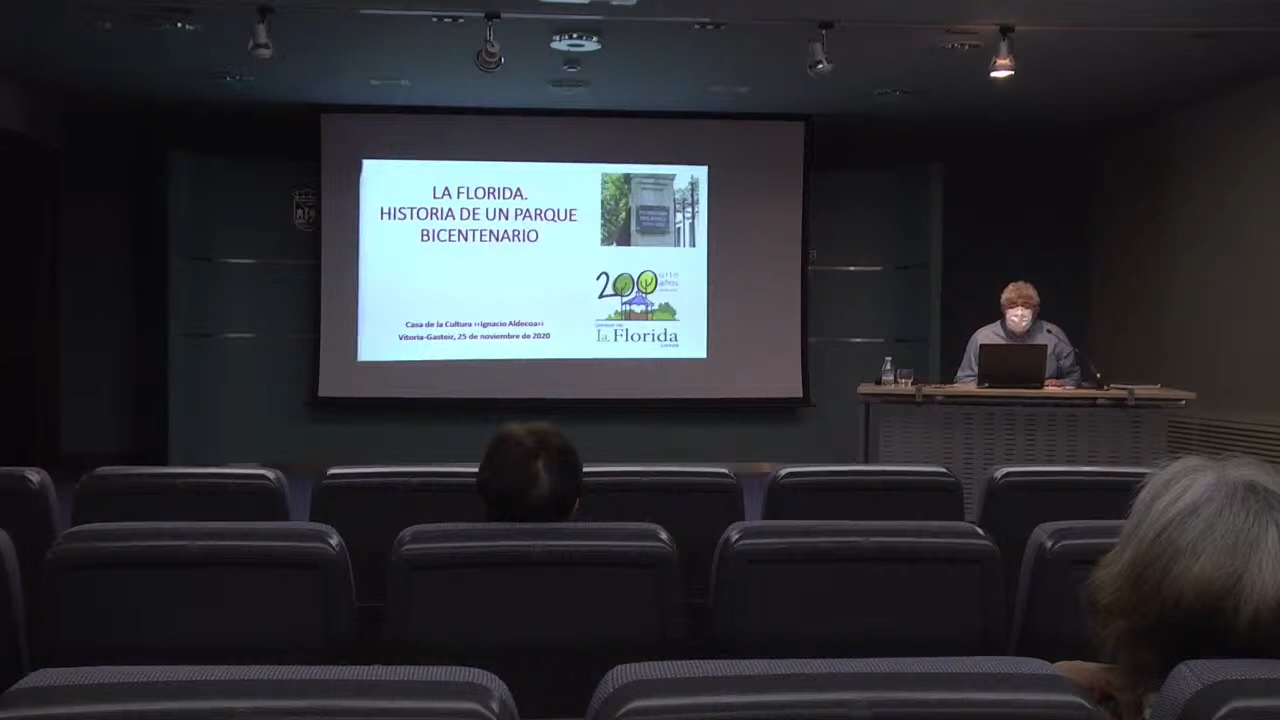 LA FLORIDA.
HISTORIA DE UN PARQUE
BICENTENARIO
200 urte
años
La Florida
Casa de la Cultura «Ignacio Aldecoa»
Vitoria-Gasteiz, 25 de noviembre de 2020